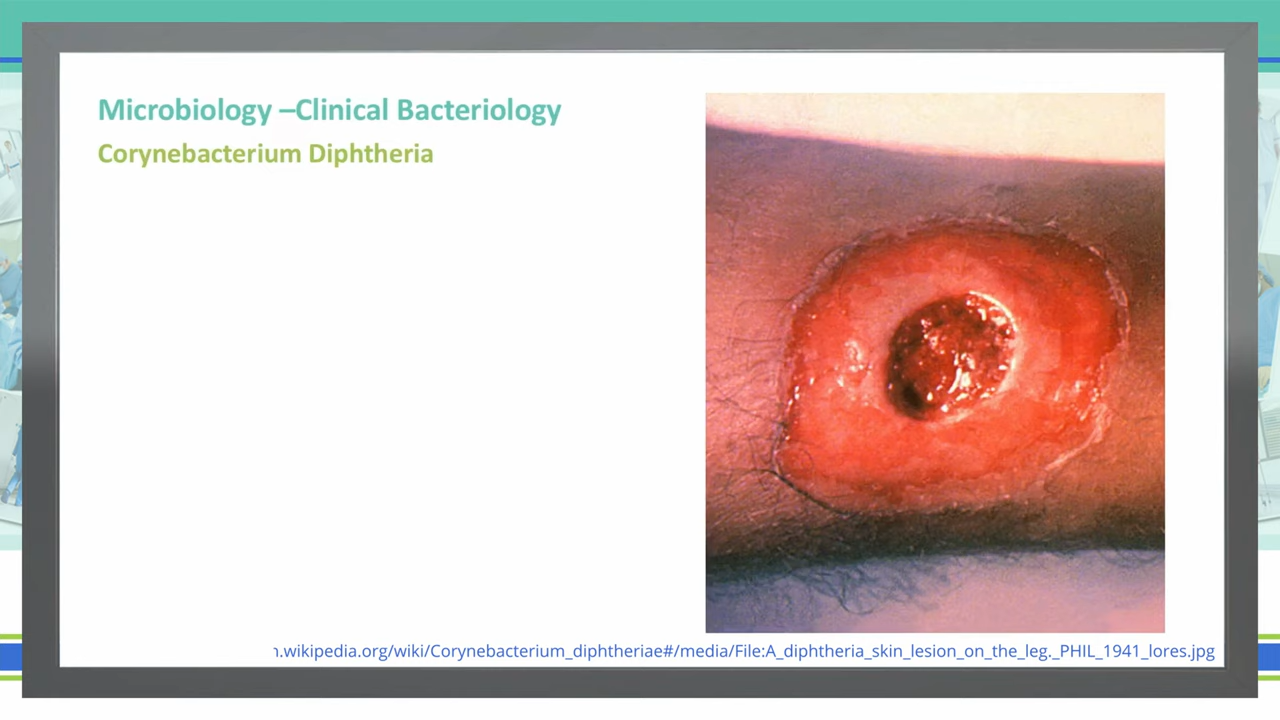 Microbiology –Clinical Bacteriology
Corynebacterium Diphtheria
.wikipedia.org/wiki/Corynebacterium_diphtheriae#/media/File:A_diphtheria_skin_lesion_on_the_leg._PHIL_1941_lores.jpg